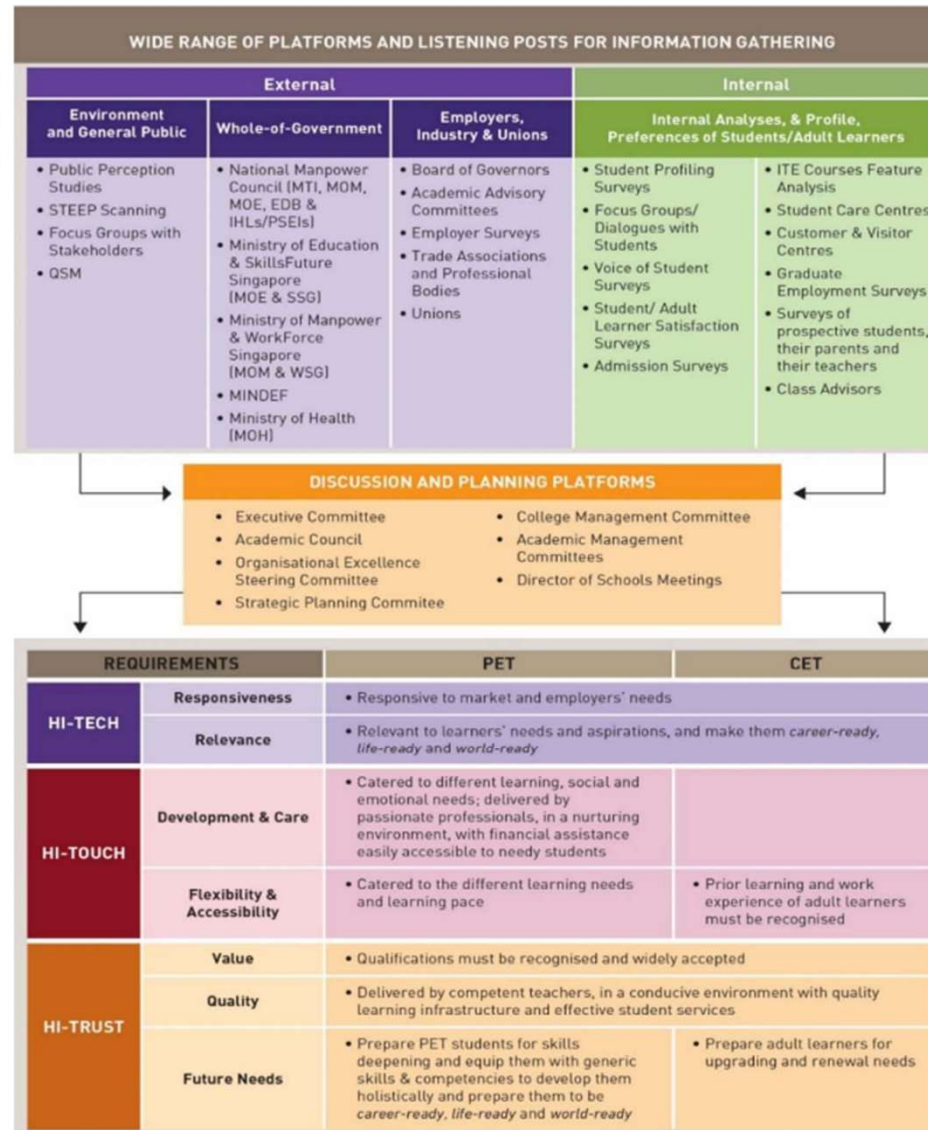 WIDE RANGE OF PLATFORMS AND LISTENING POSTS FOR INFORMATION GATHERING
External
Internal
Environment
and General Public
Whole-of-Government
Employers,
Industry & Unions
Internal Analyses, & Profile,
Preferences of Students/Adult Learners
• Public Perception
Studies
• STEEP Scanning
• Focus Groups with
Stakeholders
• QSM
• National Manpower
Council (MTI, MOM,
MOE, EDB &
IHLs/PSEIs)
• Ministry of Education
& SkillsFuture
Singapore
(MOE & SSG)
• Ministry of Manpower
& WorkForce
Singapore
(MOM & WSG)
• MINDEF
• Ministry of Health
(MOH)
• Board of Governors
• Academic Advisory
Committees
• Employer Surveys
• Trade Associations
and Professional
Bodies
• Unions
• Student Profiling
Surveys
• Focus Groups/
Dialogues with
Students
• Voice of Student
Surveys
• Student/ Adult
Learner Satisfaction
Surveys
• Admission Surveys
• ITE Courses Feature
Analysis
• Student Care Centres
• Customer & Visitor
Centres
• Graduate
Employment Surveys
• Surveys of
prospective students,
their parents and
their teachers
• Class Advisors
DISCUSSION AND PLANNING PLATFORMS
• Executive Committee
• Academic Council
• Organisational Excellence
Steering Committee
• Strategic Planning Commitee
• College Management Committee
• Academic Management
Committees
• Director of Schools Meetings
REQUIREMENTS
PET
CET
HI-TECH
Responsiveness
• Responsive to market and employers' needs
Relevance
• Relevant to learners' needs and aspirations, and make them career-ready,
life-ready and world-ready
HI-TOUCH
Development & Care
• Catered to different learning, social and
emotional needs; delivered by
passionate professionals, in a nurturing
environment, with financial assistance
easily accessible to needy students
Flexibility &
Accessibility
• Catered to the different learning needs
and learning pace
• Prior learning and work
experience of adult learners
must be recognised
HI-TRUST
Value
• Qualifications must be recognised and widely accepted
Quality
• Delivered by competent teachers, in a conducive environment with quality
learning infrastructure and effective student services
Future Needs
• Prepare PET students for skills
deepening and equip them with generic
skills & competencies to develop them
holistically and prepare them to be
career-ready, life-ready and world-ready
• Prepare adult learners for
upgrading and renewal needs